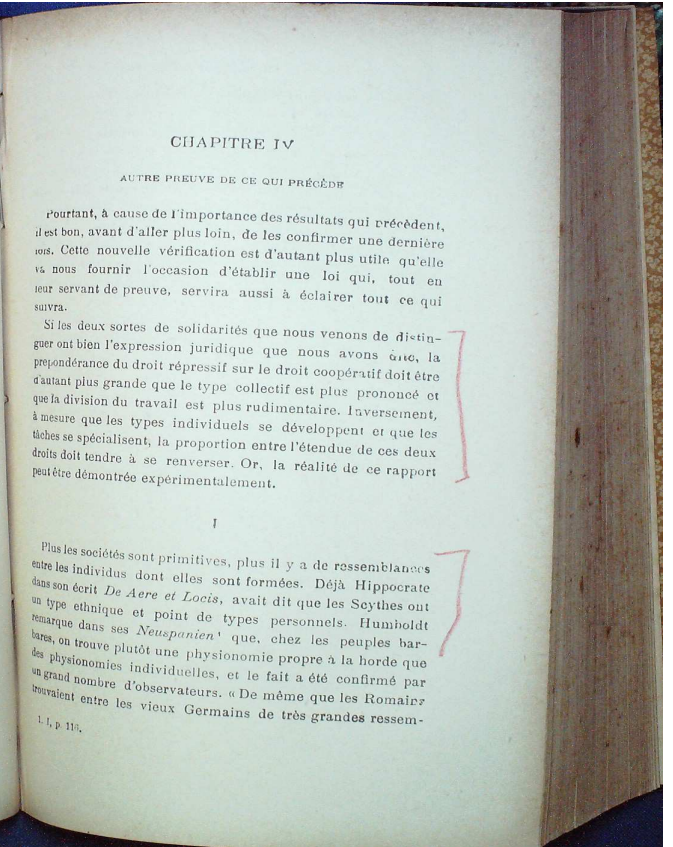 CHAPITRE IV
AUTRE PREUVE DE CE QUI PRÉCÈDE
Pourtant, à cause de l'importance des résultats qui précèdent,
il est bon, avant d'aller plus loin, de les confirmer une dernière
fois. Cette nouvelle vérification est d'autant plus utile qu'elle
va nous fournir l'occasion d'établir une loi qui, tout en
leur servant de preuve, servira aussi à éclairer tout ce qui
suivra.
Si les deux sortes de solidarités que nous venons de distin-
guer ont bien l'expression juridique que nous avons dite, la
prépondérance du droit répressif sur le droit coopératif doit être
d'autant plus grande que le type collectif est plus prononcé et
que la division du travail est plus rudimentaire. Inversement,
à mesure que les types individuels se développent et que les
tâches se spécialisent, la proportion entre l'étendue de ces deux
droits doit tendre à se renverser. Or, la réalité de ce rapport
peut être démontrée expérimentalement.
I
Plus les sociétés sont primitives, plus il y a de ressemblances
entre les individus dont elles sont formées. Déjà Hippocrate
dans son écrit De Aere et Locis, avait dit que les Scythes ont
un type ethnique et point de types personnels. Humboldt
remarque dans ses Neuspanien¹ que, chez les peuples bar-
bares, on trouve plutôt une physionomie propre à la horde que
des physionomies individuelles, et le fait a été confirmé par
un grand nombre d'observateurs. « De même que les Romains
trouvaient entre les vieux Germains de très grandes ressem-
1. I, p. 116.